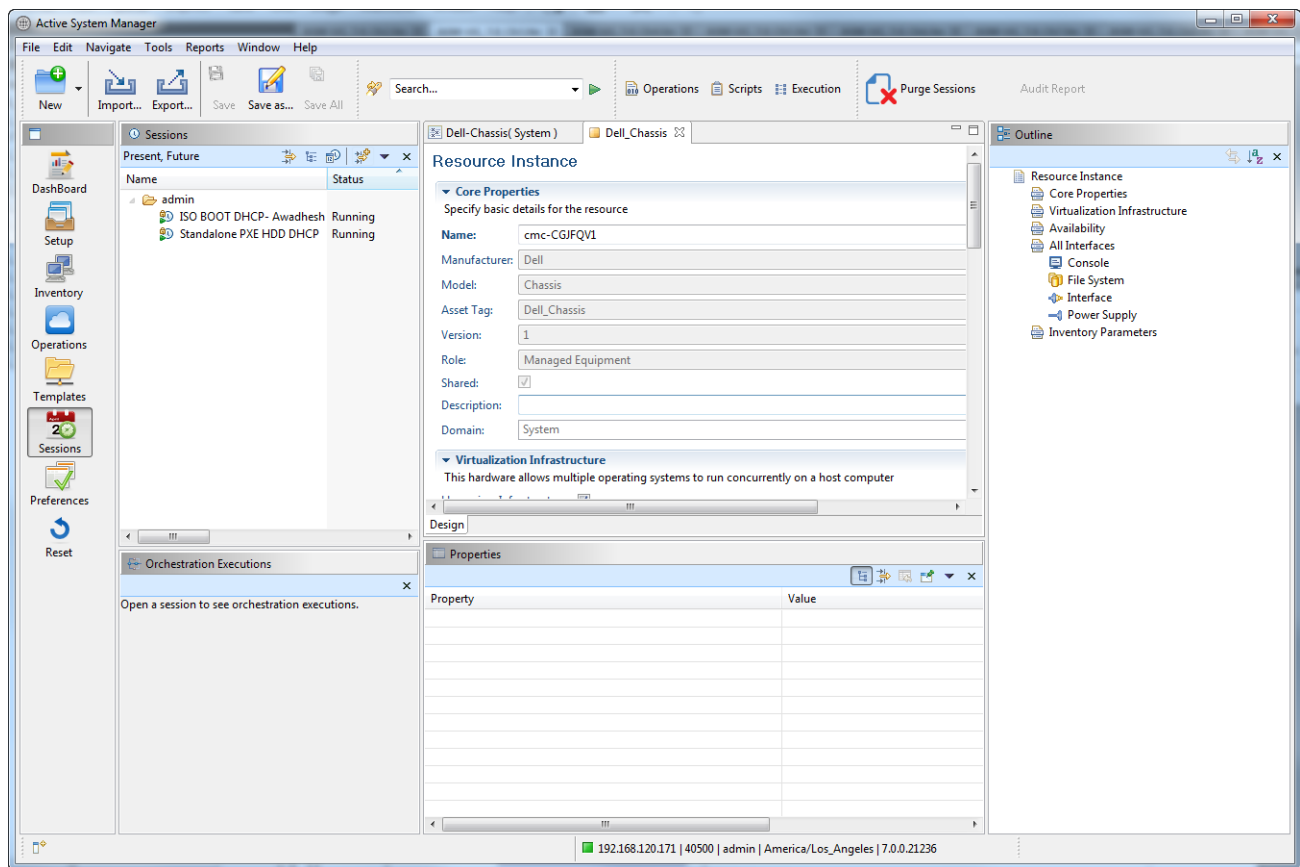 Active System Manager
File Edit Navigate Tools Reports Window Help
New
Import... Export...
Save Save as... Save All
Search...
Operations Scripts Execution
Purge Sessions
Audit Report
DashBoard
Setup
Inventory
Operations
Templates
Sessions
Preferences
Reset
Sessions
Present, Future
Name Status
admin
ISO BOOT DHCP- Awadhesh Running
Standalone PXE HDD DHCP Running
Orchestration Executions
Open a session to see orchestration executions.
Dell-Chassis( System ) Dell_Chassis
Resource Instance
Core Properties
Specify basic details for the resource
Name: cmc-CGJFQV1
Manufacturer: Dell
Model: Chassis
Asset Tag: Dell_Chassis
Version: 1
Role: Managed Equipment
Shared:
Description:
Domain: System
Virtualization Infrastructure
This hardware allows multiple operating systems to run concurrently on a host computer
Design
Properties
Property Value
Outline
Resource Instance
Core Properties
Virtualization Infrastructure
Availability
All Interfaces
Console
File System
Interface
Power Supply
Inventory Parameters
192.168.120.171 | 40500 | admin | America/Los_Angeles | 7.0.0.21236